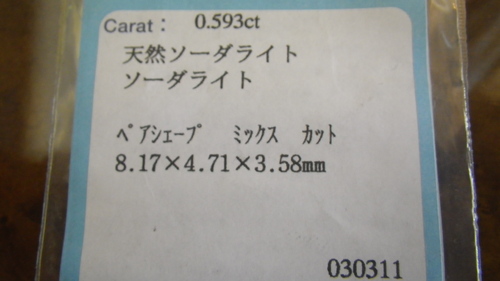 Carat： 0.593ct
天然ソーダライト
ソーダライト
ﾍﾟｱｼｪｰﾌﾟ ﾐｯｸｽ ｶｯﾄ
8.17×4.71×3.58mm
030311